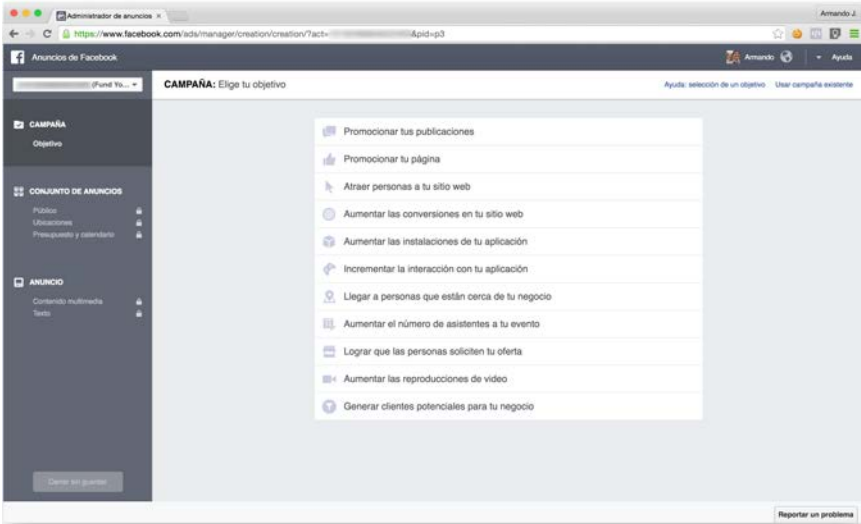 Administrador de anuncios
Armando J.
https://www.facebook.com/ads/manager/creation/creation/?act=
&pid=p3
Anuncios de Facebook
Armando
Ayuda
(Fund Yo...
CAMPAÑA: Elige tu objetivo
Ayuda: selección de un objetivo
Usar campaña existente
CAMPAÑA
Objetivo
CONJUNTO DE ANUNCIOS
Público
Ubicaciones
Presupuesto y calendario
ANUNCIO
Contenido multimedia
Texto
Promocionar tus publicaciones
Promocionar tu página
Atraer personas a tu sitio web
Aumentar las conversiones en tu sitio web
Aumentar las instalaciones de tu aplicación
Incrementar la interacción con tu aplicación
Llegar a personas que están cerca de tu negocio
Aumentar el número de asistentes a tu evento
Lograr que las personas soliciten tu oferta
Aumentar las reproducciones de video
Generar clientes potenciales para tu negocio
Cerrar sin guardar
Reportar un problema